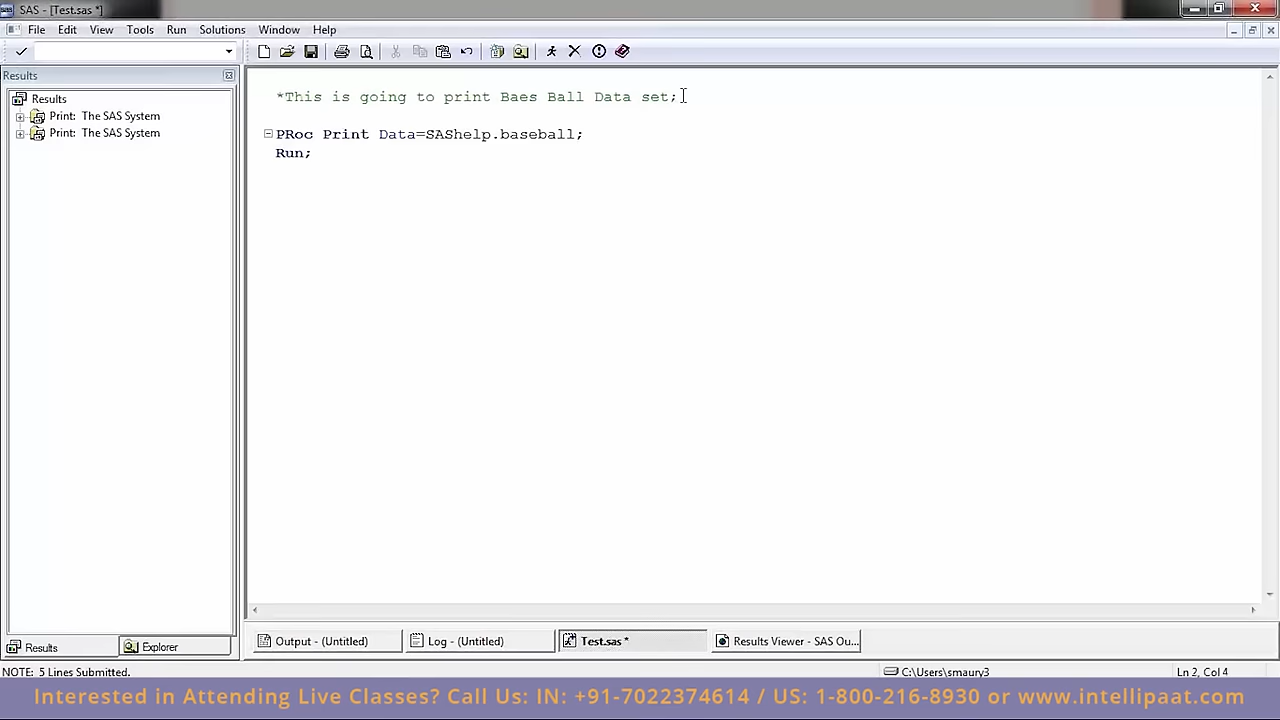 SAS - [Test.sas *]
File Edit View Tools Run Solutions Window Help
Results
Results
Print: The SAS System
Print: The SAS System
*This is going to print Baes Ball Data set;
PRoc Print Data=SAShelp.baseball;
Run;
Results Explorer
Output - (Untitled) Log - (Untitled) Test.sas * Results Viewer - SAS Ou...
NOTE: 5 Lines Submitted. C:\Users\smaury3 Ln 2, Col 4
Interested in Attending Live Classes? Call Us: IN: +91-7022374614 / US: 1-800-216-8930 or www.intellipaat.com